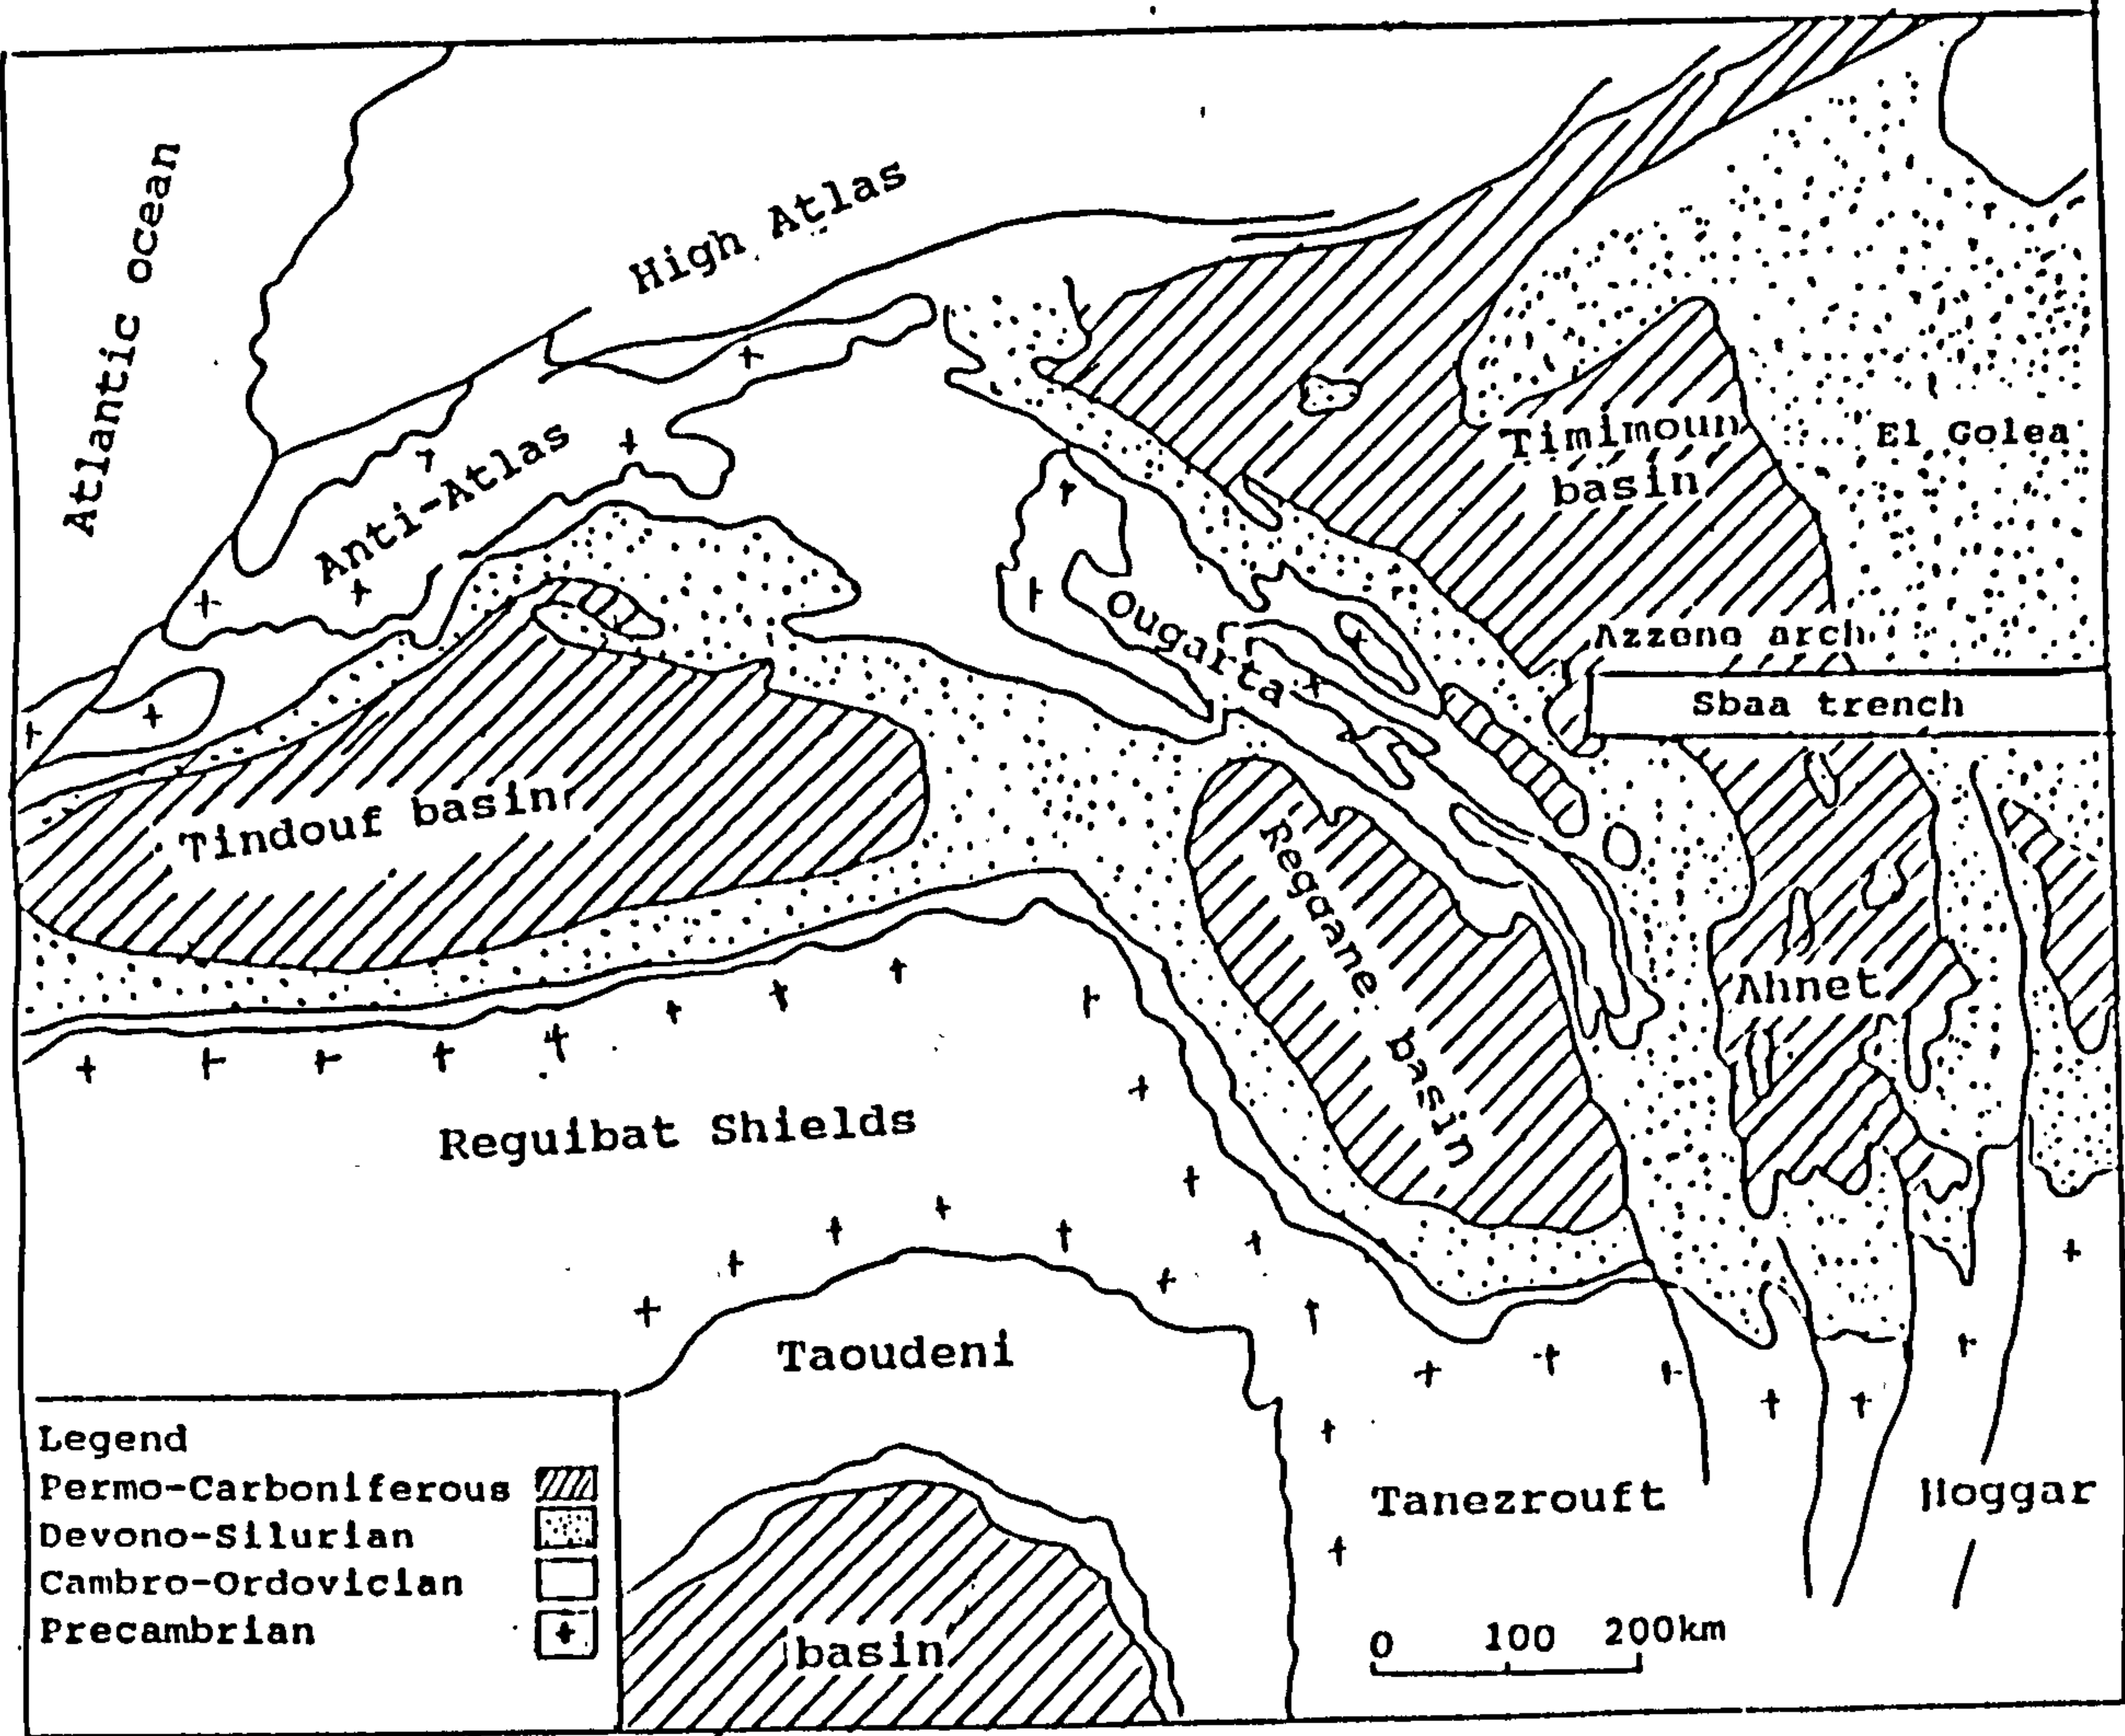 Atlantic ocean
High Atlas
Anti-Atlas
Timimoun
basin
El Golea
Ougarta
Azzene arch
Sbaa trench
Tindouf basin
Reggane basin
Ahnet
Reguibat Shields
Taoudeni
basin
Tanezrouft
Hoggar
Legend
Permo-Carboniferous
Devono-Silurian
Cambro-Ordovician
Precambrian
0 100 200km